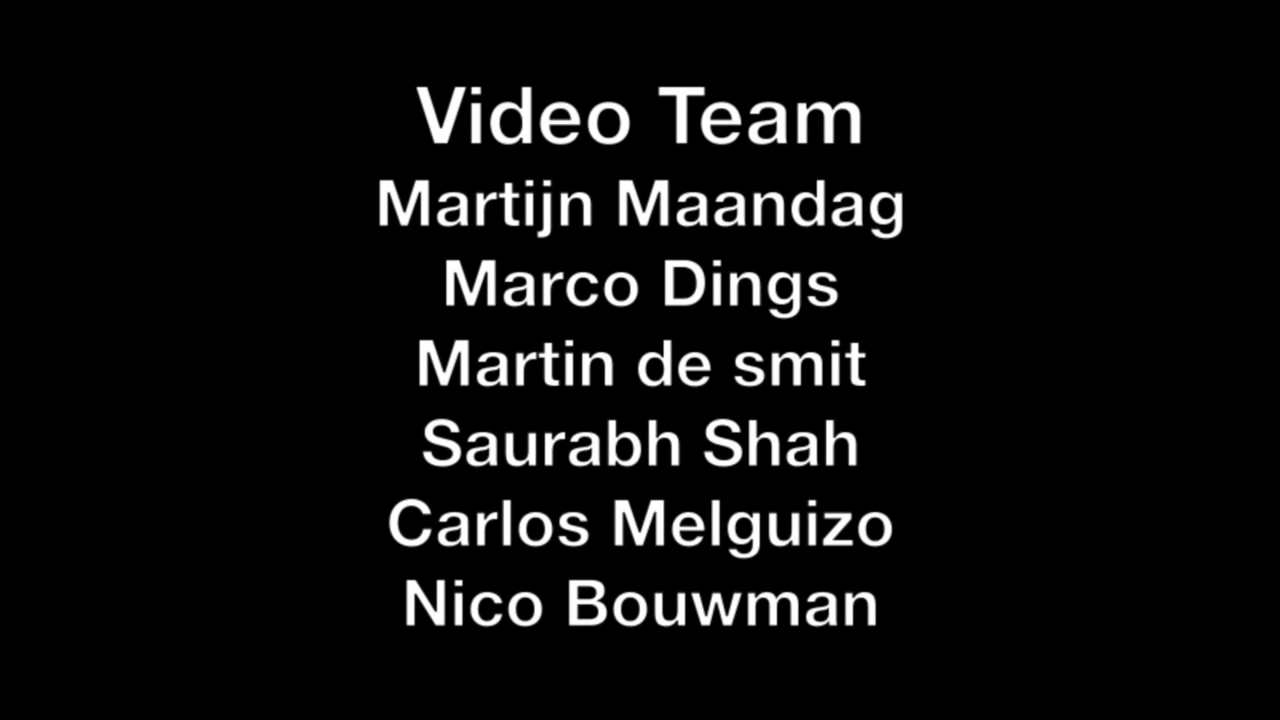 Video Team
Martijn Maandag
Marco Dings
Martin de smit
Saurabh Shah
Carlos Melguizo
Nico Bouwman